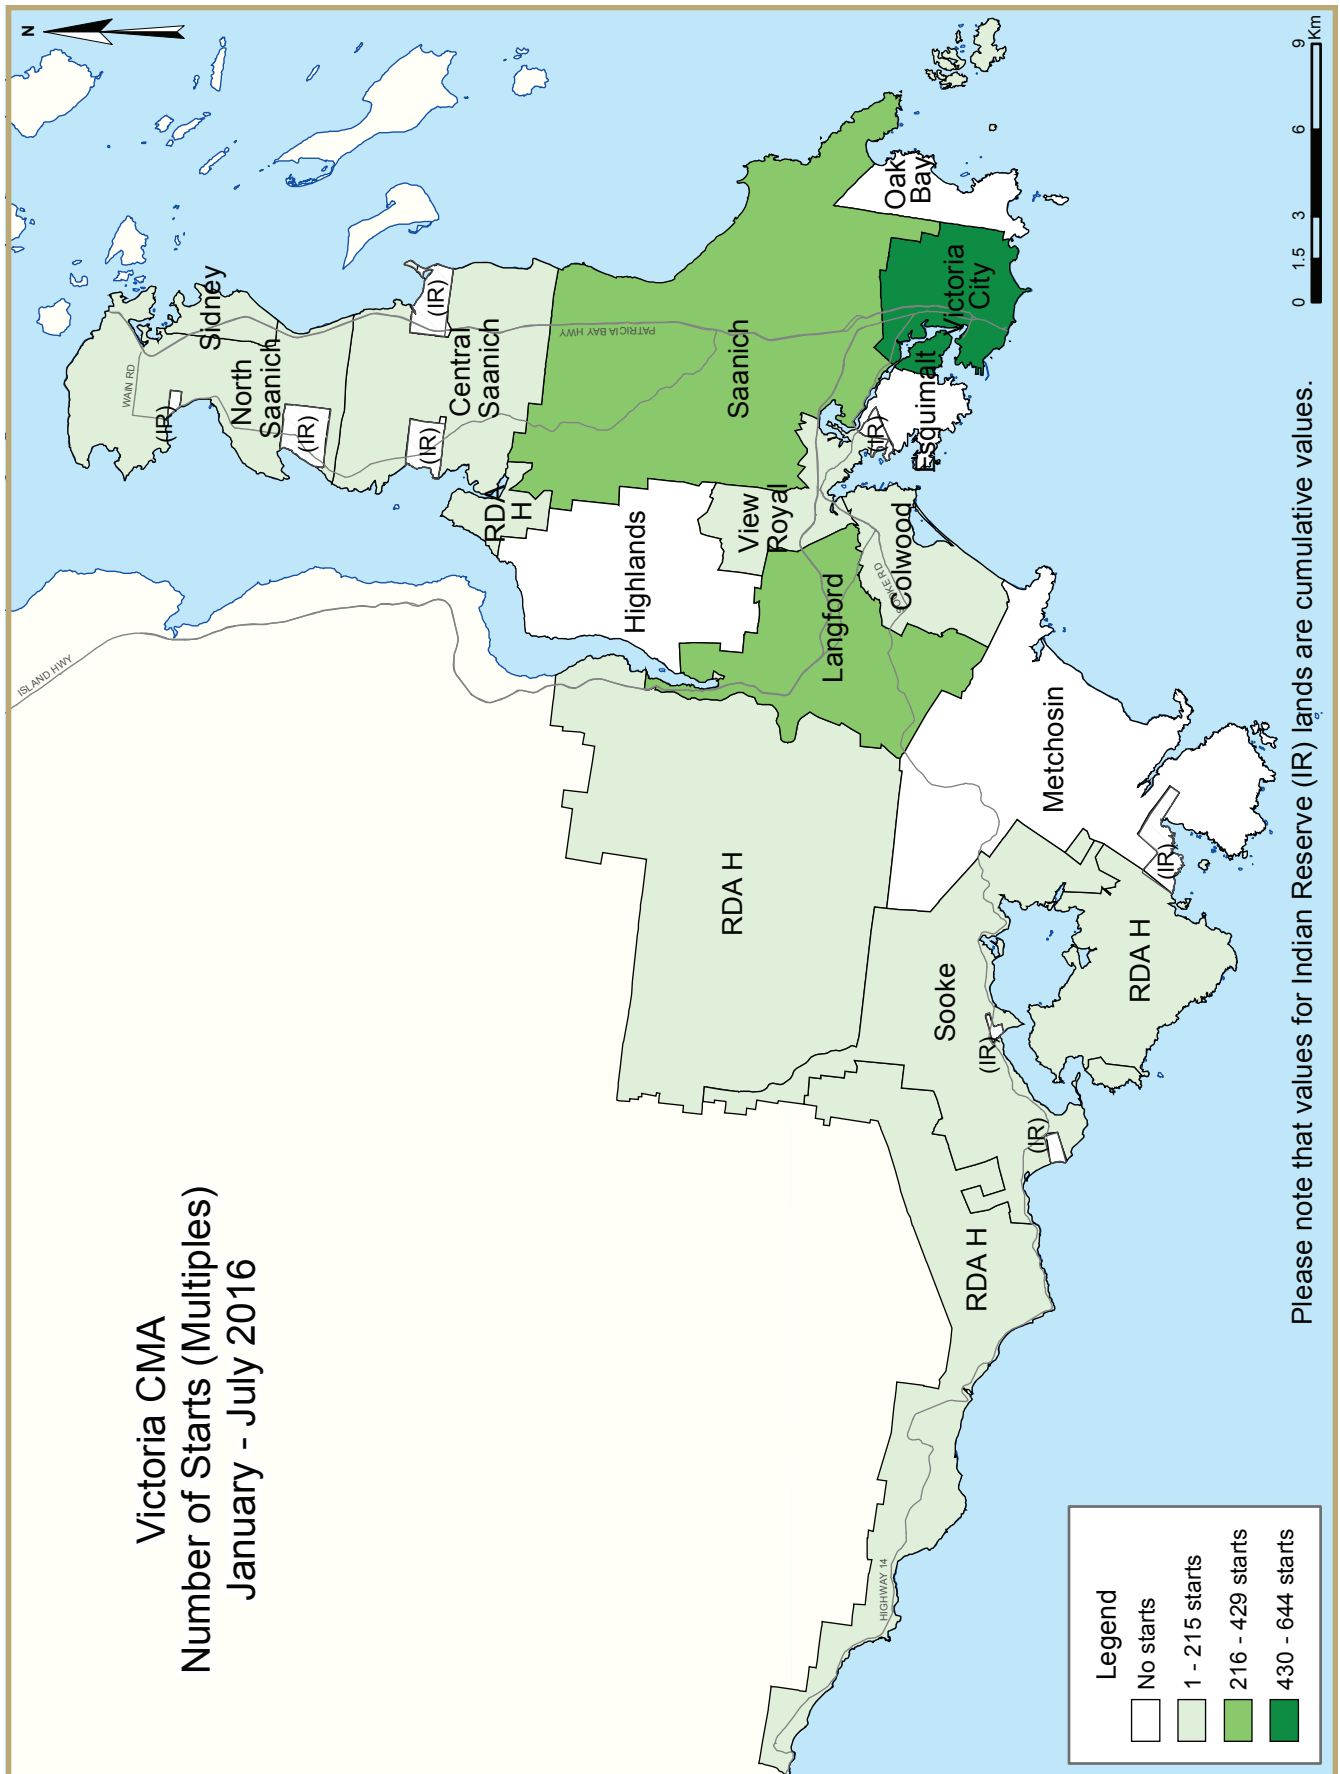 Victoria CMA
Number of Starts (Multiples)
January - July 2016
N
ISLAND HWY
WAIN RD
(IR)
North
Saanich
Sidney
(IR)
(IR)
Central
Saanich
(IR)
PATRICIA BAY HWY
RDA
H
Saanich
Highlands
View
Royal
Langford
SOOKE RD
Colwood
(IR)
Esquimalt
Victoria
City
Oak
Bay
Metchosin
(IR)
RDA H
Sooke
(IR)
(IR)
RDA H
RDA H
HIGHWAY 14
Legend
No starts
1 - 215 starts
216 - 429 starts
430 - 644 starts
0 1.5 3 6 9
Km
Please note that values for Indian Reserve (IR) lands are cumulative values.